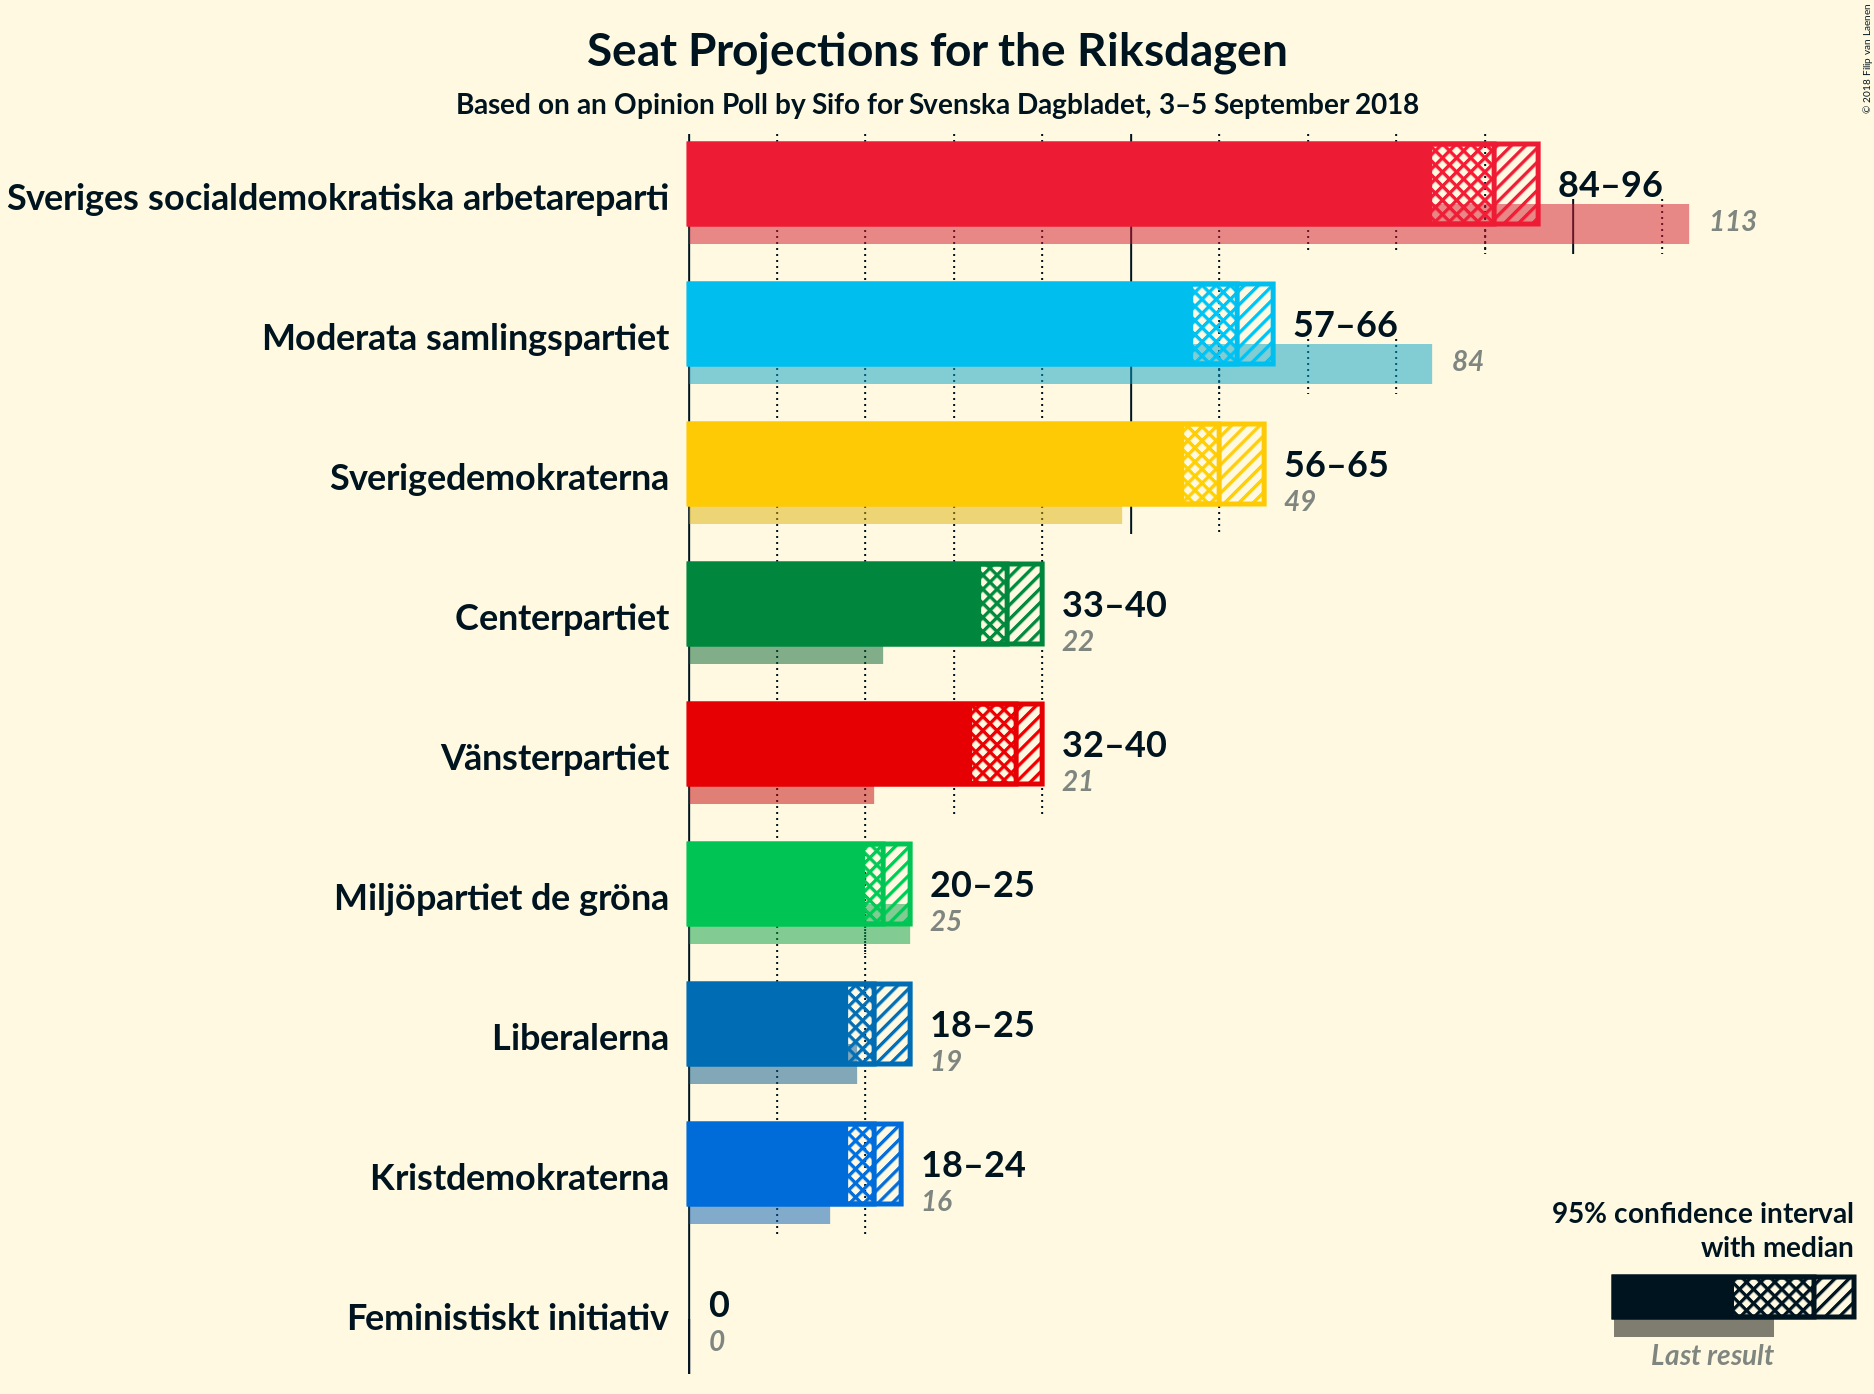 Seat Projections for the Riksdagen
Based on an Opinion Poll by Sifo for Svenska Dagbladet, 3–5 September 2018
© 2018 Filip van Laenen
Sveriges socialdemokratiska arbetareparti
84–96
113
Moderata samlingspartiet
57–66
84
Sverigedemokraterna
56–65
49
Centerpartiet
33–40
22
Vänsterpartiet
32–40
21
Miljöpartiet de gröna
20–25
25
Liberalerna
18–25
19
Kristdemokraterna
18–24
16
Feministiskt initiativ
0
0
95% confidence interval
with median
Last result